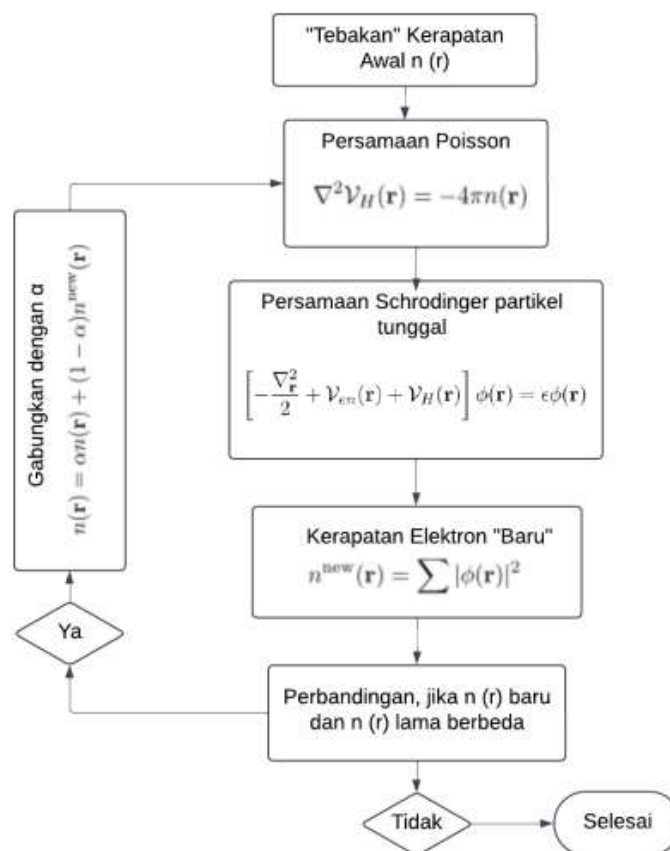 "Tebakan" Kerapatan
Awal n (r)
Persamaan Poisson
∇²𝒱_H(𝐫) = −4πn(𝐫)
Persamaan Schrodinger partikel
tunggal
[−∇²_𝐫/2 + 𝒱_ϵn(𝐫) + 𝒱_H(𝐫)] ϕ(𝐫) = ϵϕ(𝐫)
Kerapatan Elektron "Baru"
n^new(𝐫) = ∑ |ϕ(𝐫)|²
Perbandingan, jika n (r) baru
dan n (r) lama berbeda
Ya
Gabungkan dengan α
n(𝐫) = αn(𝐫) + (1 − α)n^new(𝐫)
Tidak
Selesai